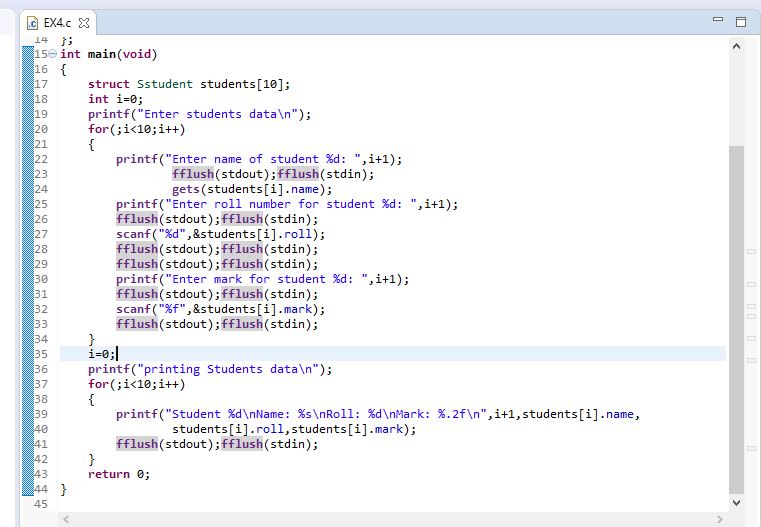 EX4.c
14 };
15 int main(void)
16 {
17     struct Sstudent students[10];
18     int i=0;
19     printf("Enter students data\n");
20     for(;i<10;i++)
21     {
22         printf("Enter name of student %d: ",i+1);
23                 fflush(stdout);fflush(stdin);
24                 gets(students[i].name);
25         printf("Enter roll number for student %d: ",i+1);
26         fflush(stdout);fflush(stdin);
27         scanf("%d",&students[i].roll);
28         fflush(stdout);fflush(stdin);
29         fflush(stdout);fflush(stdin);
30         printf("Enter mark for student %d: ",i+1);
31         fflush(stdout);fflush(stdin);
32         scanf("%f",&students[i].mark);
33         fflush(stdout);fflush(stdin);
34     }
35     i=0;
36     printf("printing Students data\n");
37     for(;i<10;i++)
38     {
39         printf("Student %d\nName: %s\nRoll: %d\nMark: %.2f\n",i+1,students[i].name,
40                 students[i].roll,students[i].mark);
41         fflush(stdout);fflush(stdin);
42     }
43     return 0;
44 }
45